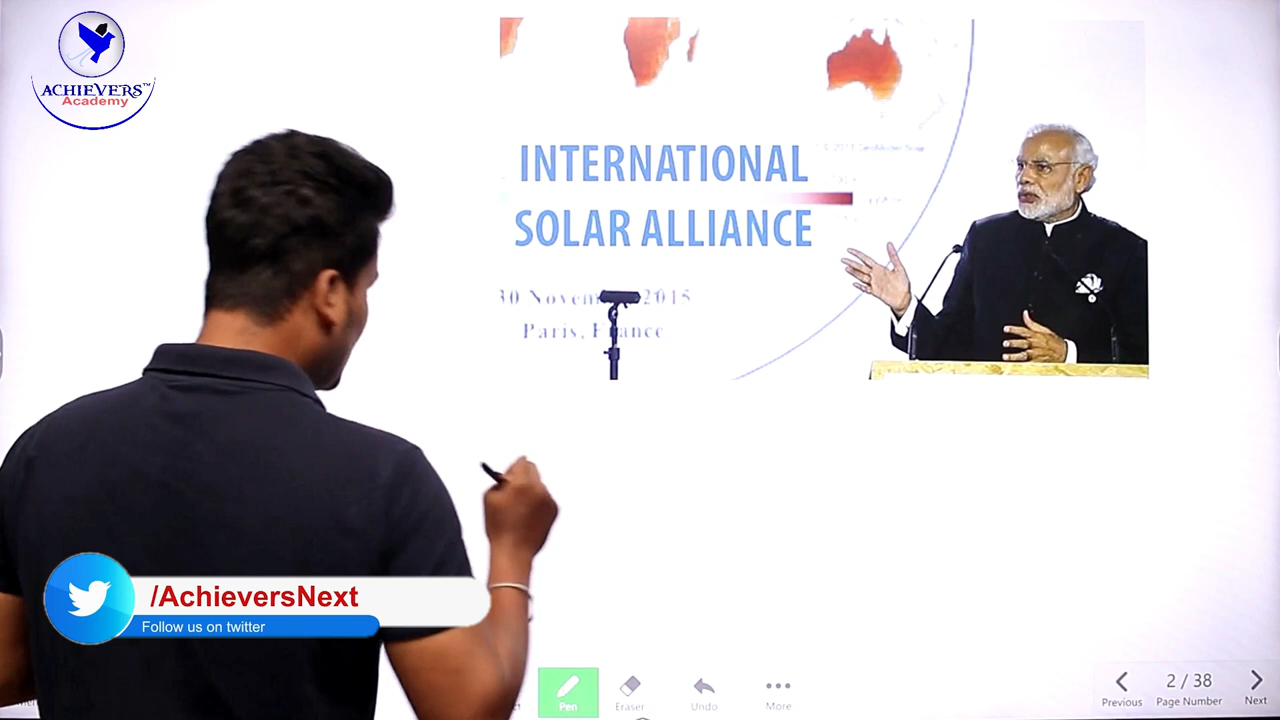 ACHIEVERS™
Academy
INTERNATIONAL
SOLAR ALLIANCE
2015
Paris, France
/AchieversNext
Follow us on twitter
Pen
Eraser
Undo
More
2 / 38
Previous
Page Number
Next